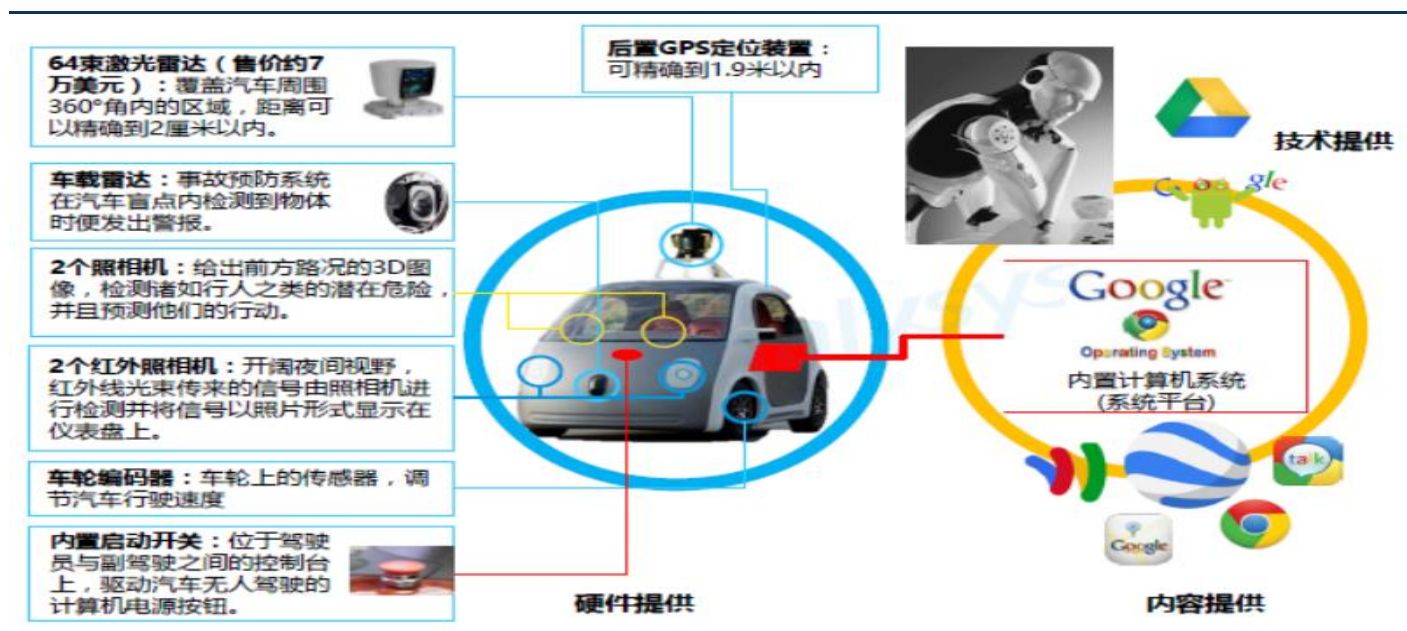 64束激光雷达（售价约7
万美元）：覆盖汽车周围
360°角内的区域，距离可
以精确到2厘米以内。
车载雷达：事故预防系统
在汽车盲点内检测到物体
时便发出警报。
2个照相机：给出前方路况的3D图
像，检测诸如行人之类的潜在危险，
并且预测他们的行动。
2个红外照相机：开阔夜间视野，
红外线光束传来的信号由照相机进
行检测并将信号以照片形式显示在
仪表盘上。
车轮编码器：车轮上的传感器，调
节汽车行驶速度
内置启动开关：位于驾驶
员与副驾驶之间的控制台
上，驱动汽车无人驾驶的
计算机电源按钮。
后置GPS定位装置：
可精确到1.9米以内
硬件提供
技术提供
gle
Google
Operating System
内置计算机系统
(系统平台)
talk
Google
内容提供